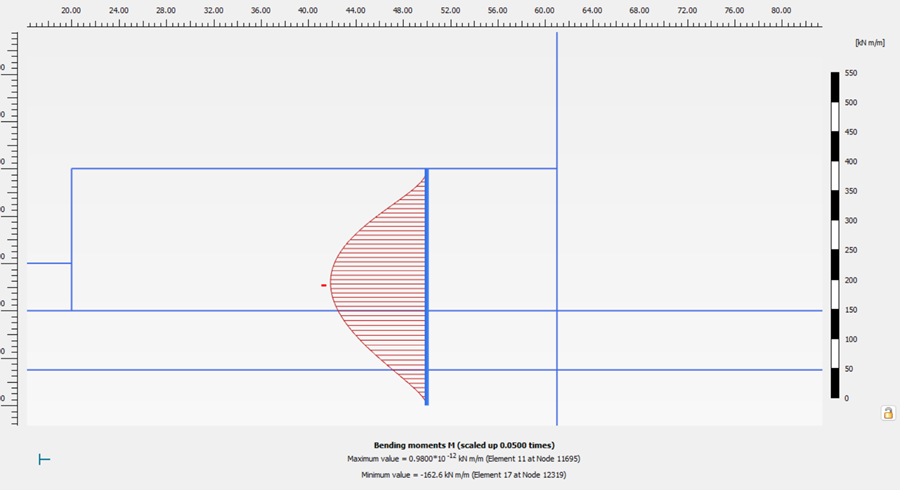 20.00 24.00 28.00 32.00 36.00 40.00 44.00 48.00 52.00 56.00 60.00 64.00 68.00 72.00 76.00 80.00
[kN m/m]
550
500
450
400
350
300
250
200
150
100
50
0
Bending moments M (scaled up 0.0500 times)
Maximum value = 0.9800*10 -12 kN m/m (Element 11 at Node 11695)
Minimum value = -162.6 kN m/m (Element 17 at Node 12319)